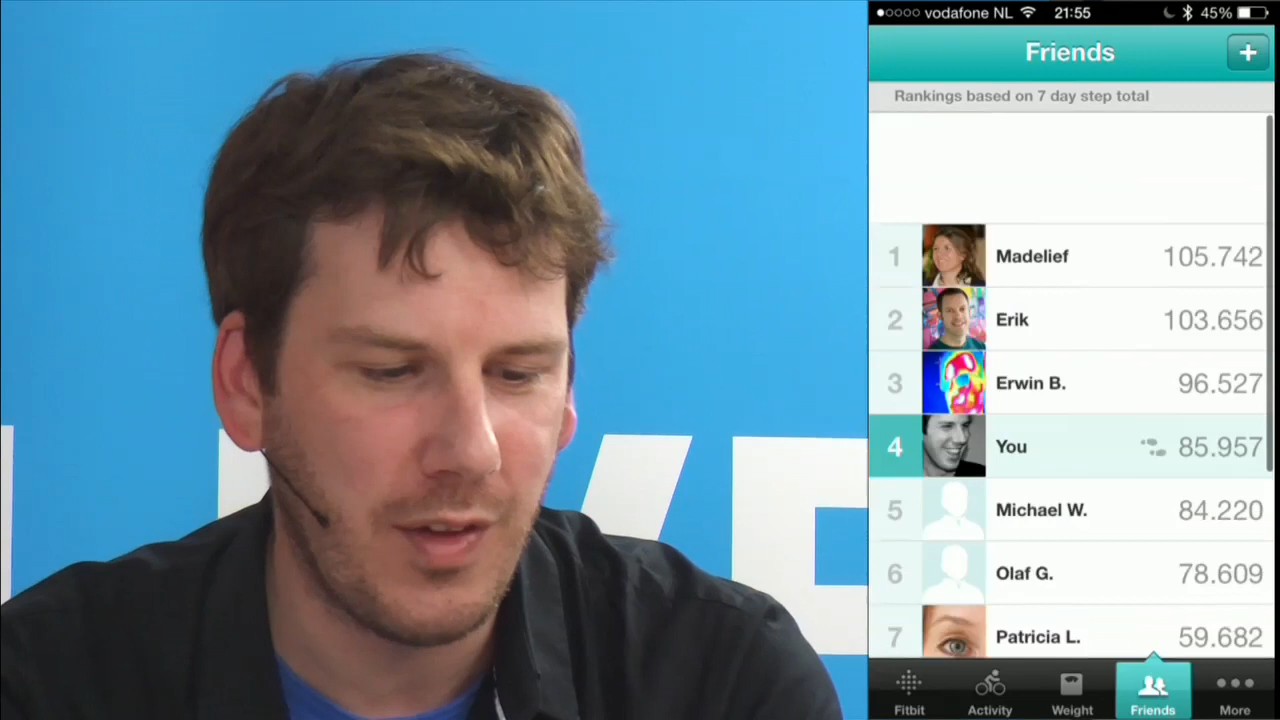 vodafone NL 21:55 45%
Friends +
Rankings based on 7 day step total
1 Madelief 105.742
2 Erik 103.656
3 Erwin B. 96.527
4 You 85.957
5 Michael W. 84.220
6 Olaf G. 78.609
7 Patricia L. 59.682
Fitbit Activity Weight Friends More